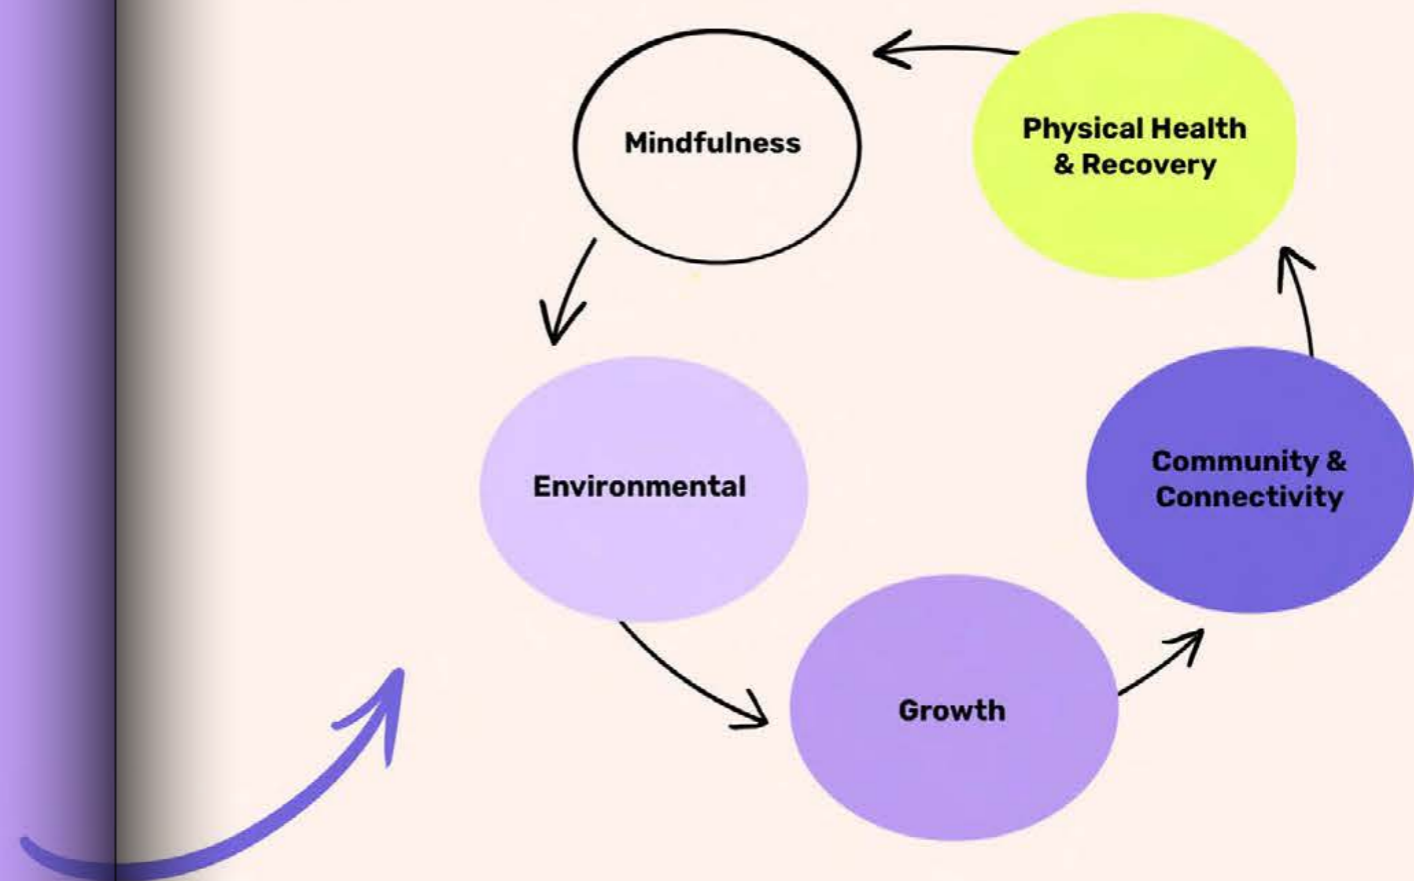 Mindfulness
Physical Health
& Recovery
Environmental
Community &
Connectivity
Growth